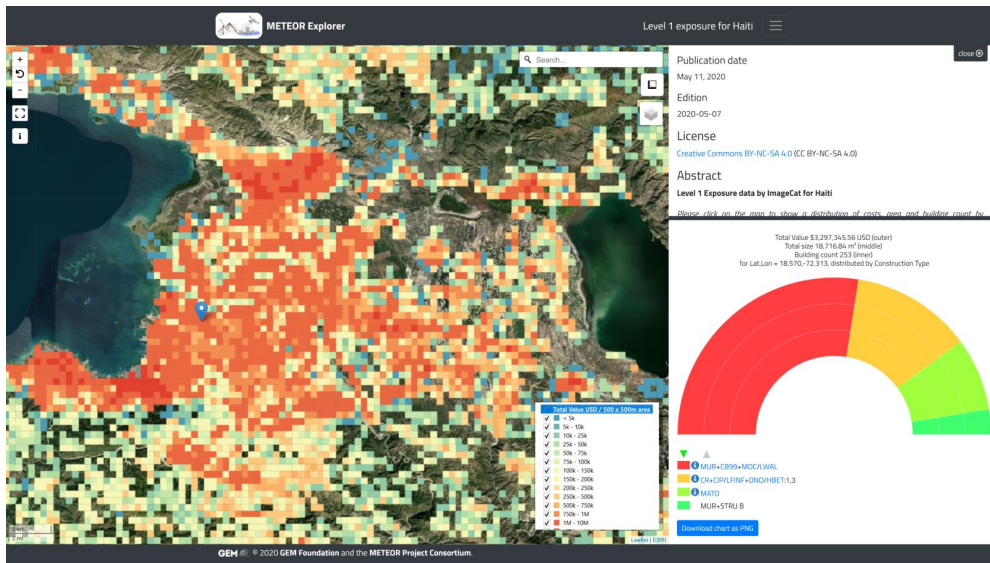 METEOR Explorer
Level 1 exposure for Haiti
+
−
i
Search...
close
Publication date
May 11, 2020
Edition
2020-05-07
License
Creative Commons BY-NC-SA 4.0 (CC BY-NC-SA 4.0)
Abstract
Level 1 Exposure data by ImageCat for Haiti
Please click on the map to show a distribution of costs, area and building count by
Total Value $3,297,345.56 USD (outer)
Total size 18,716.84 m² (middle)
Building count 253 (inner)
for Lat,Lon = 18.570,-72.313, distributed by Construction Type
MUR+CB99+MOC/LWAL
CR+CIP/LFINF+DNO/HBET:1,3
MATO
MUR+STRU B
Download chart as PNG
Total Value USD / 500 x 500m area
< 5k
5k - 10k
10k - 25k
25k - 50k
50k - 75k
75k - 100k
100k - 150k
150k - 200k
200k - 250k
250k - 500k
500k - 750k
750k - 1M
1M - 10M
2 mi
Leaflet | ESRI
GEM © 2020 GEM Foundation and the METEOR Project Consortium.